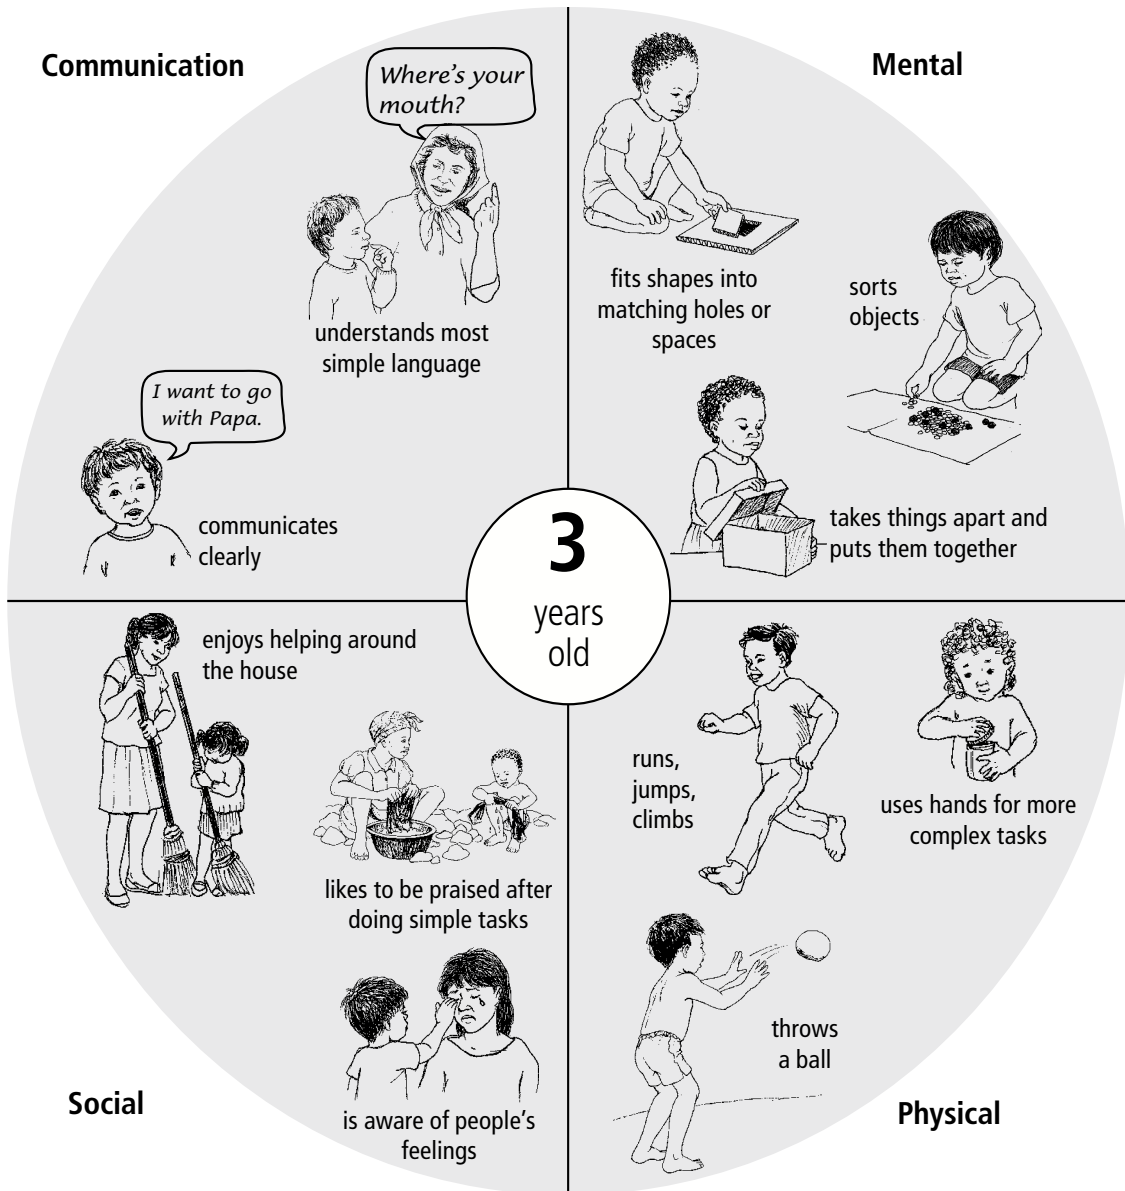 Communication
Where's your
mouth?
understands most
simple language
I want to go
with Papa.
communicates
clearly
Mental
fits shapes into
matching holes or
spaces
sorts
objects
takes things apart and
puts them together
3
years
old
enjoys helping around
the house
likes to be praised after
doing simple tasks
is aware of people's
feelings
Social
runs,
jumps,
climbs
uses hands for more
complex tasks
throws
a ball
Physical